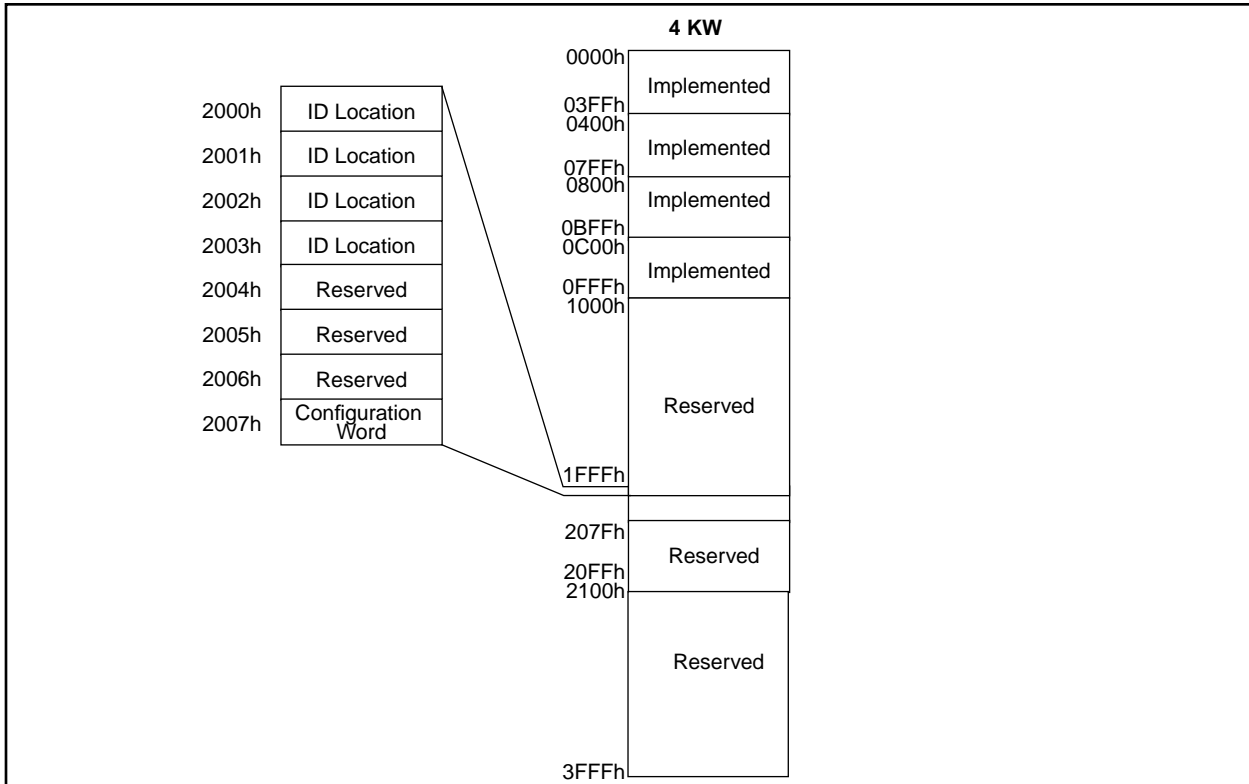 4 KW
2000h ID Location
2001h ID Location
2002h ID Location
2003h ID Location
2004h Reserved
2005h Reserved
2006h Reserved
2007h Configuration
Word
0000h
Implemented
03FFh
0400h
Implemented
07FFh
0800h
Implemented
0BFFh
0C00h
Implemented
0FFFh
1000h
Reserved
1FFFh
207Fh
Reserved
20FFh
2100h
Reserved
3FFFh